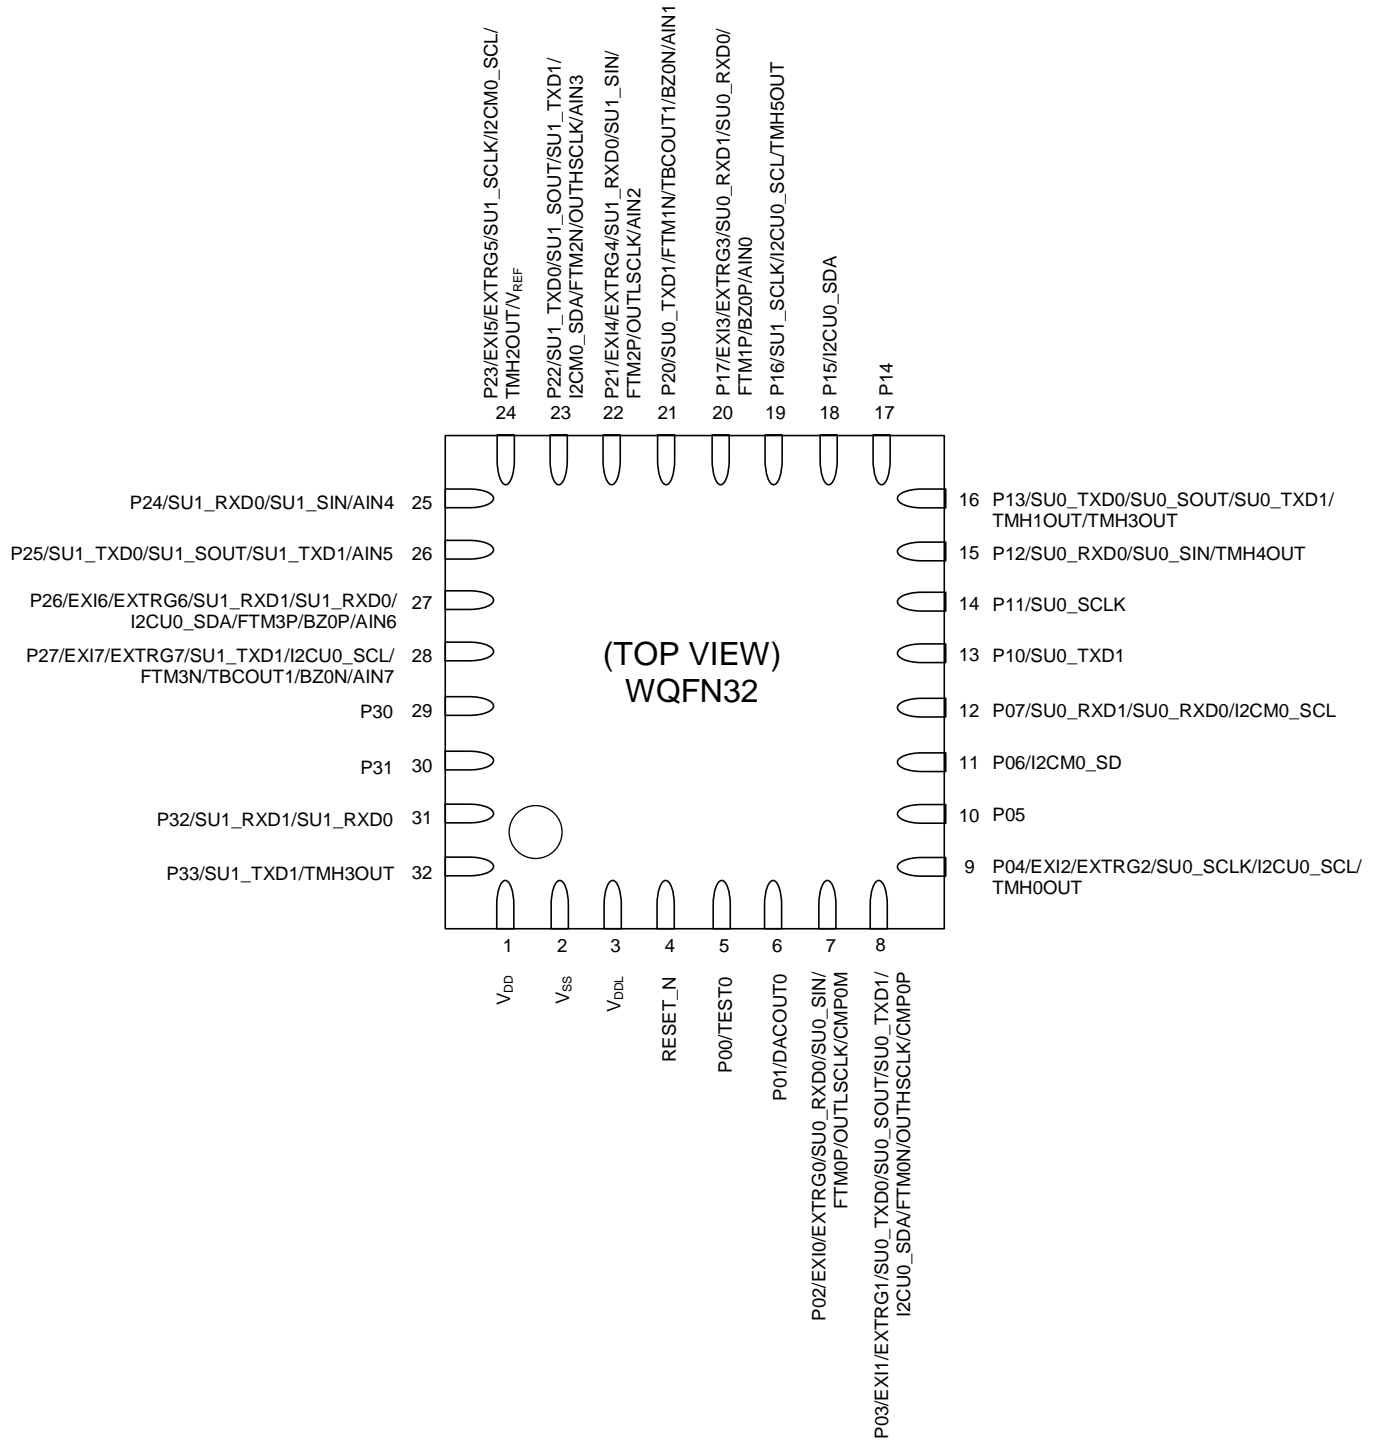 P23/EXI5/EXTRG5/SU1_SCLK/I2CM0_SCL/
TMH2OUT/VREF
P22/SU1_TXD0/SU1_SOUT/SU1_TXD1/
I2CM0_SDA/FTM2N/OUTHSCLK/AIN3
P21/EXI4/EXTRG4/SU1_RXD0/SU1_SIN/
FTM2P/OUTLSCLK/AIN2
P20/SU0_TXD1/FTM1N/TBCOUT1/BZ0N/AIN1
P17/EXI3/EXTRG3/SU0_RXD1/SU0_RXD0/
FTM1P/BZ0P/AIN0
P16/SU1_SCLK/I2CU0_SCL/TMH5OUT
P15/I2CU0_SDA
P14
24 23 22 21 20 19 18 17
P24/SU1_RXD0/SU1_SIN/AIN4 25
P25/SU1_TXD0/SU1_SOUT/SU1_TXD1/AIN5 26
P26/EXI6/EXTRG6/SU1_RXD1/SU1_RXD0/
I2CU0_SDA/FTM3P/BZ0P/AIN6 27
P27/EXI7/EXTRG7/SU1_TXD1/I2CU0_SCL/
FTM3N/TBCOUT1/BZ0N/AIN7 28
P30 29
P31 30
P32/SU1_RXD1/SU1_RXD0 31
P33/SU1_TXD1/TMH3OUT 32
(TOP VIEW)
WQFN32
16 P13/SU0_TXD0/SU0_SOUT/SU0_TXD1/
TMH1OUT/TMH3OUT
15 P12/SU0_RXD0/SU0_SIN/TMH4OUT
14 P11/SU0_SCLK
13 P10/SU0_TXD1
12 P07/SU0_RXD1/SU0_RXD0/I2CM0_SCL
11 P06/I2CM0_SD
10 P05
9 P04/EXI2/EXTRG2/SU0_SCLK/I2CU0_SCL/
TMH0OUT
1 2 3 4 5 6 7 8
VDD
VSS
VDDL
RESET_N
P00/TEST0
P01/DACOUT0
P02/EXI0/EXTRG0/SU0_RXD0/SU0_SIN/
FTM0P/OUTLSCLK/CMP0M
P03/EXI1/EXTRG1/SU0_TXD0/SU0_SOUT/SU0_TXD1/
I2CU0_SDA/FTM0N/OUTHSCLK/CMP0P